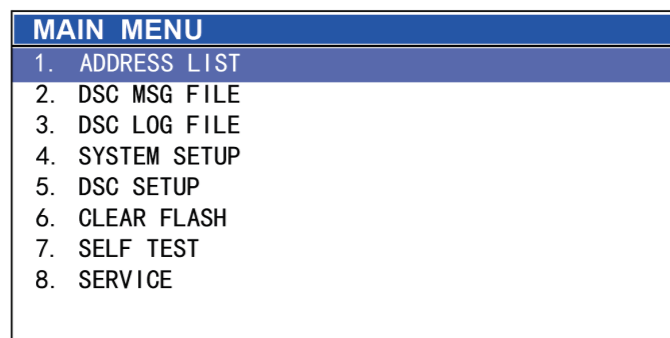 MAIN MENU
1. ADDRESS LIST
2. DSC MSG FILE
3. DSC LOG FILE
4. SYSTEM SETUP
5. DSC SETUP
6. CLEAR FLASH
7. SELF TEST
8. SERVICE